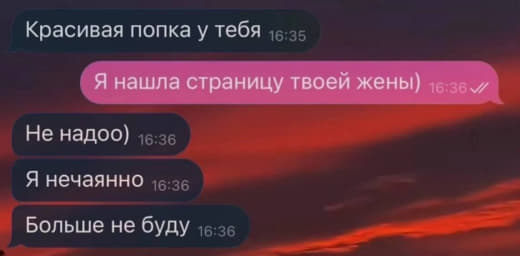 Красивая попка у тебя 16:35
Я нашла страницу твоей жены) 16:36
Не надоо) 16:36
Я нечаянно 16:36
Больше не буду 16:36